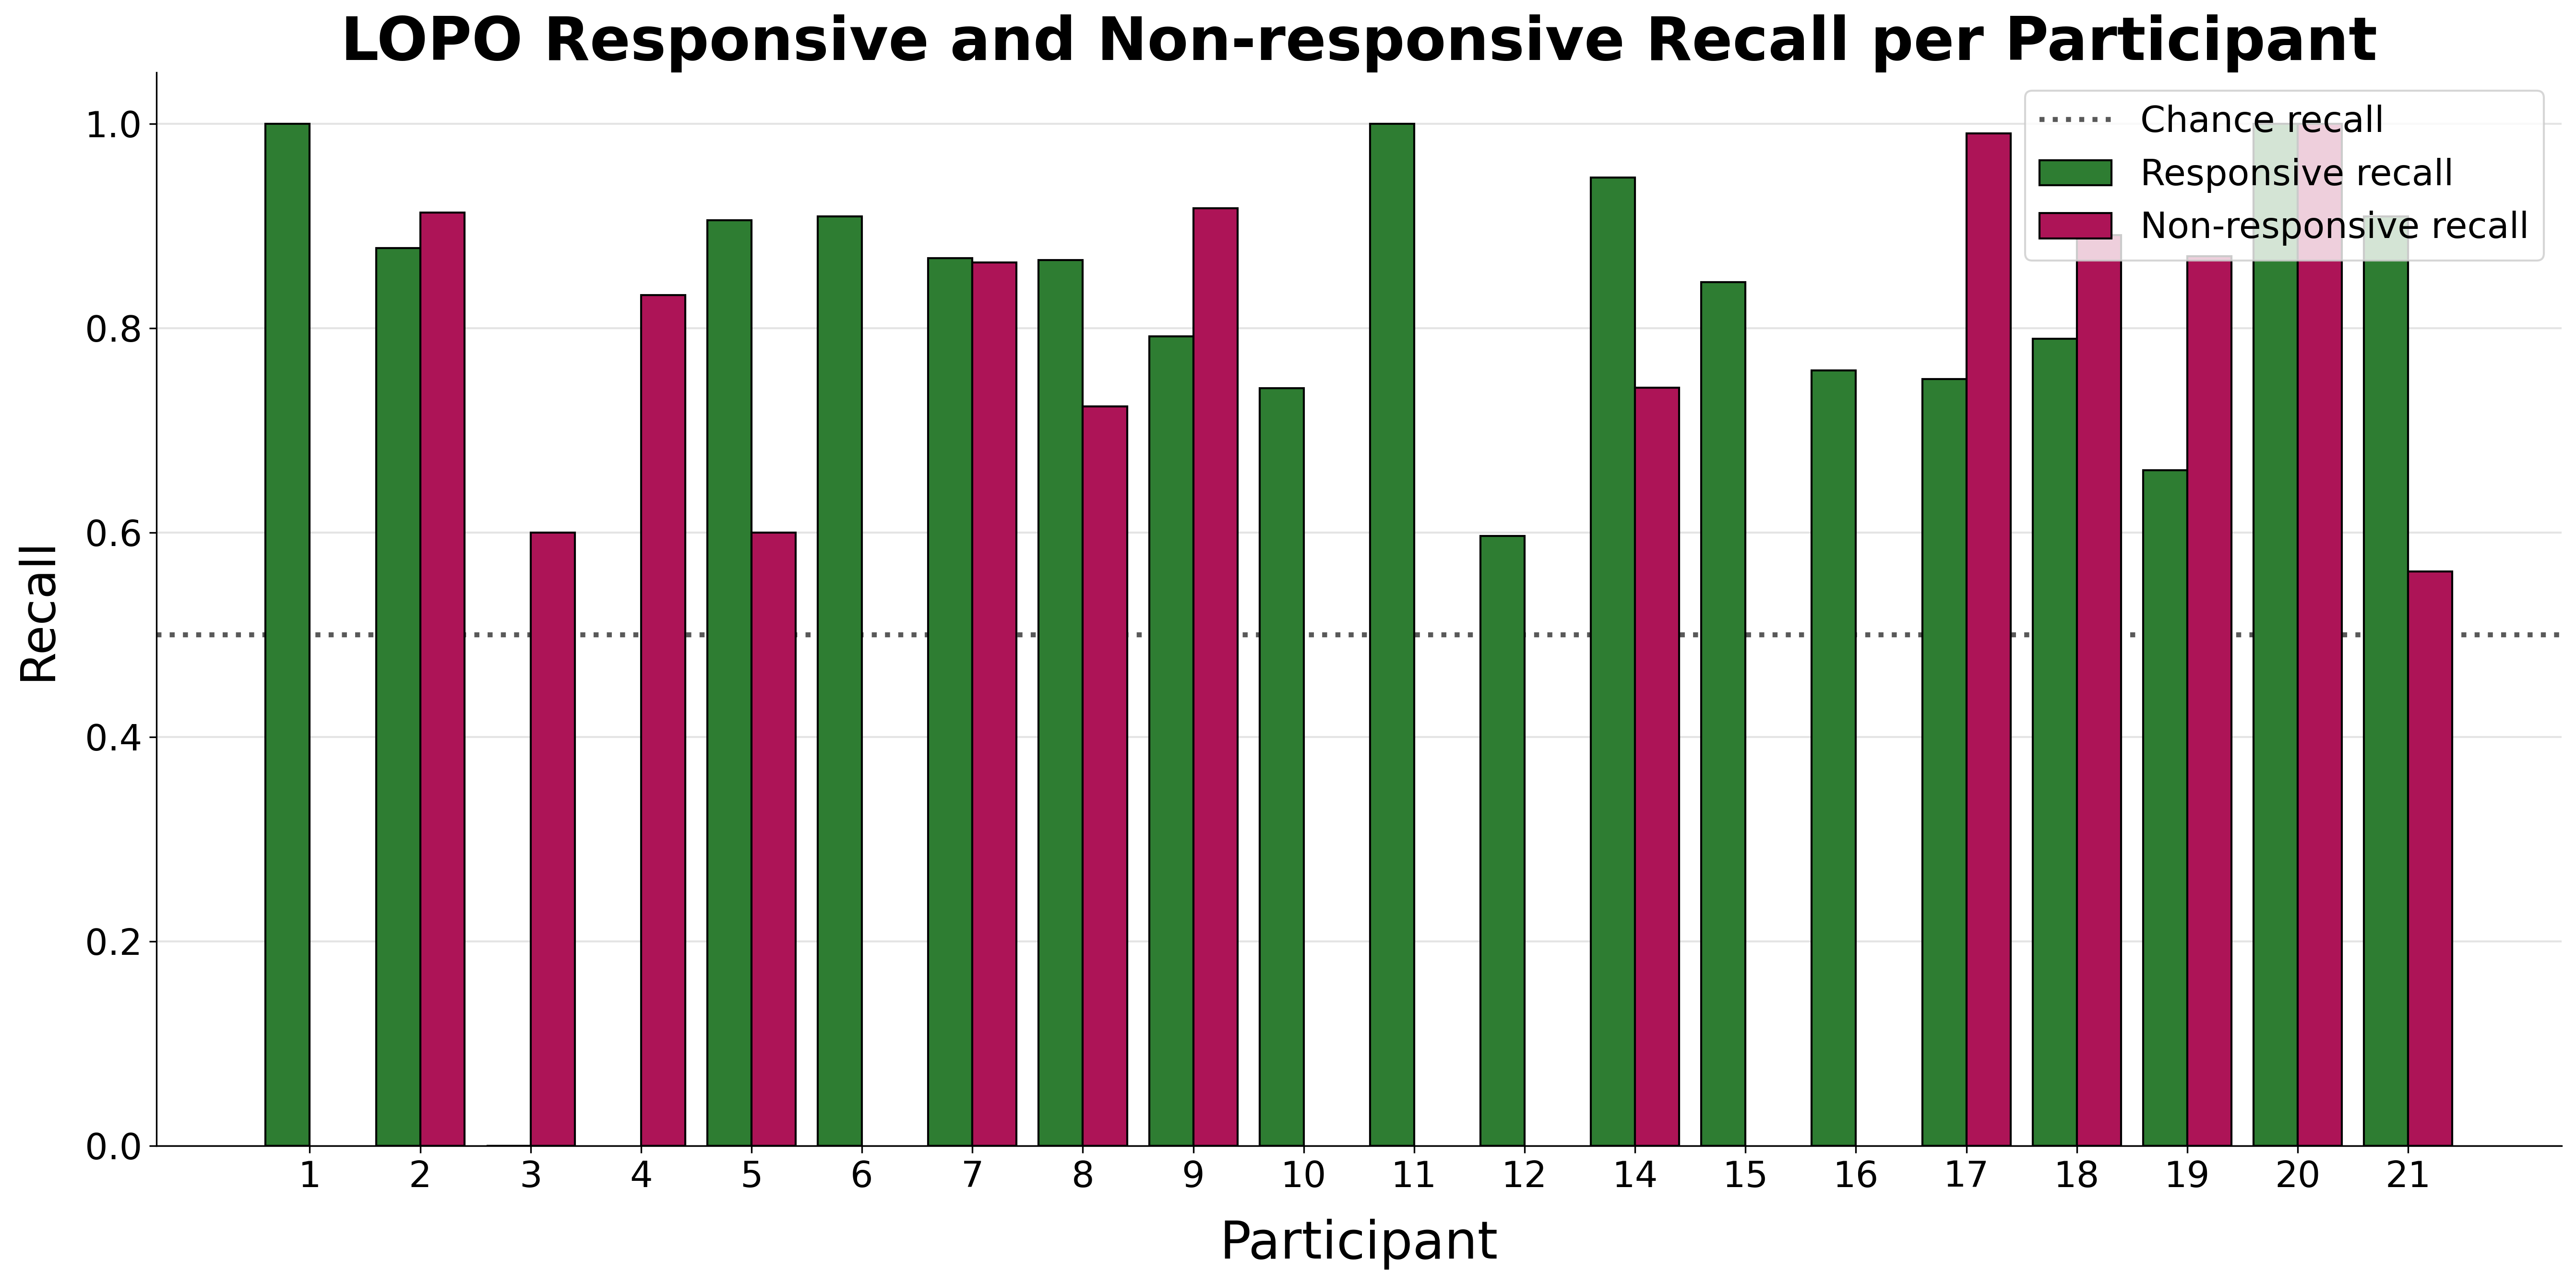 LOPO Responsive and Non-responsive Recall per Participant
Chance recall
Responsive recall
Non-responsive recall
1.0
0.8
0.6
0.4
0.2
0.0
Recall
1 2 3 4 5 6 7 8 9 10 11 12 14 15 16 17 18 19 20 21
Participant